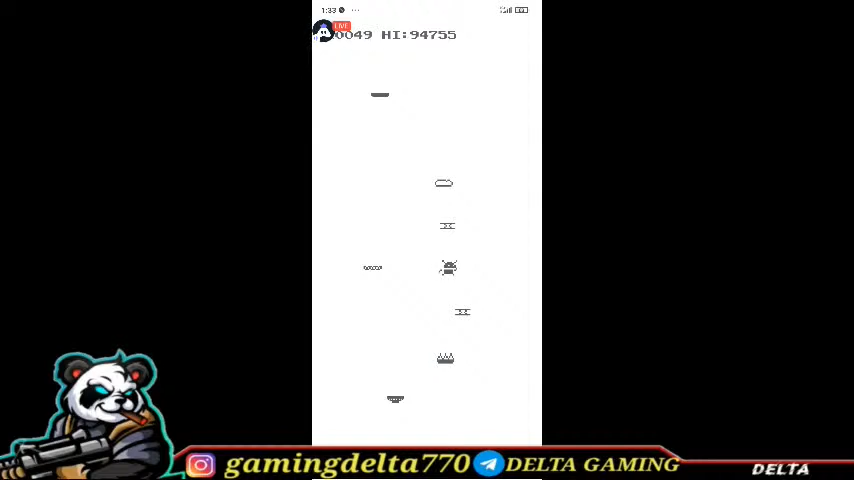 1:33
LIVE
0049 HI:94755
gamingdelta770 DELTA GAMING DELTA